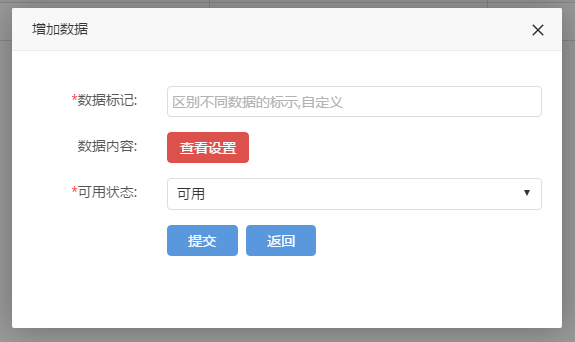 增加数据
*数据标记:
区别不同数据的标示,自定义
数据内容:
查看设置
*可用状态:
可用
提交 返回